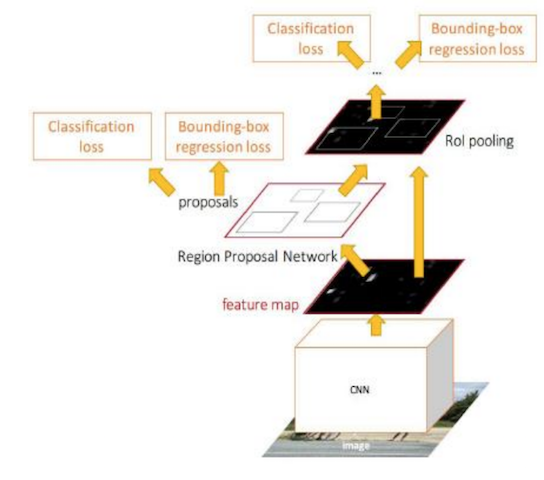 Classification
loss
Bounding-box
regression loss
...
RoI pooling
Classification
loss
Bounding-box
regression loss
proposals
Region Proposal Network
feature map
CNN
image